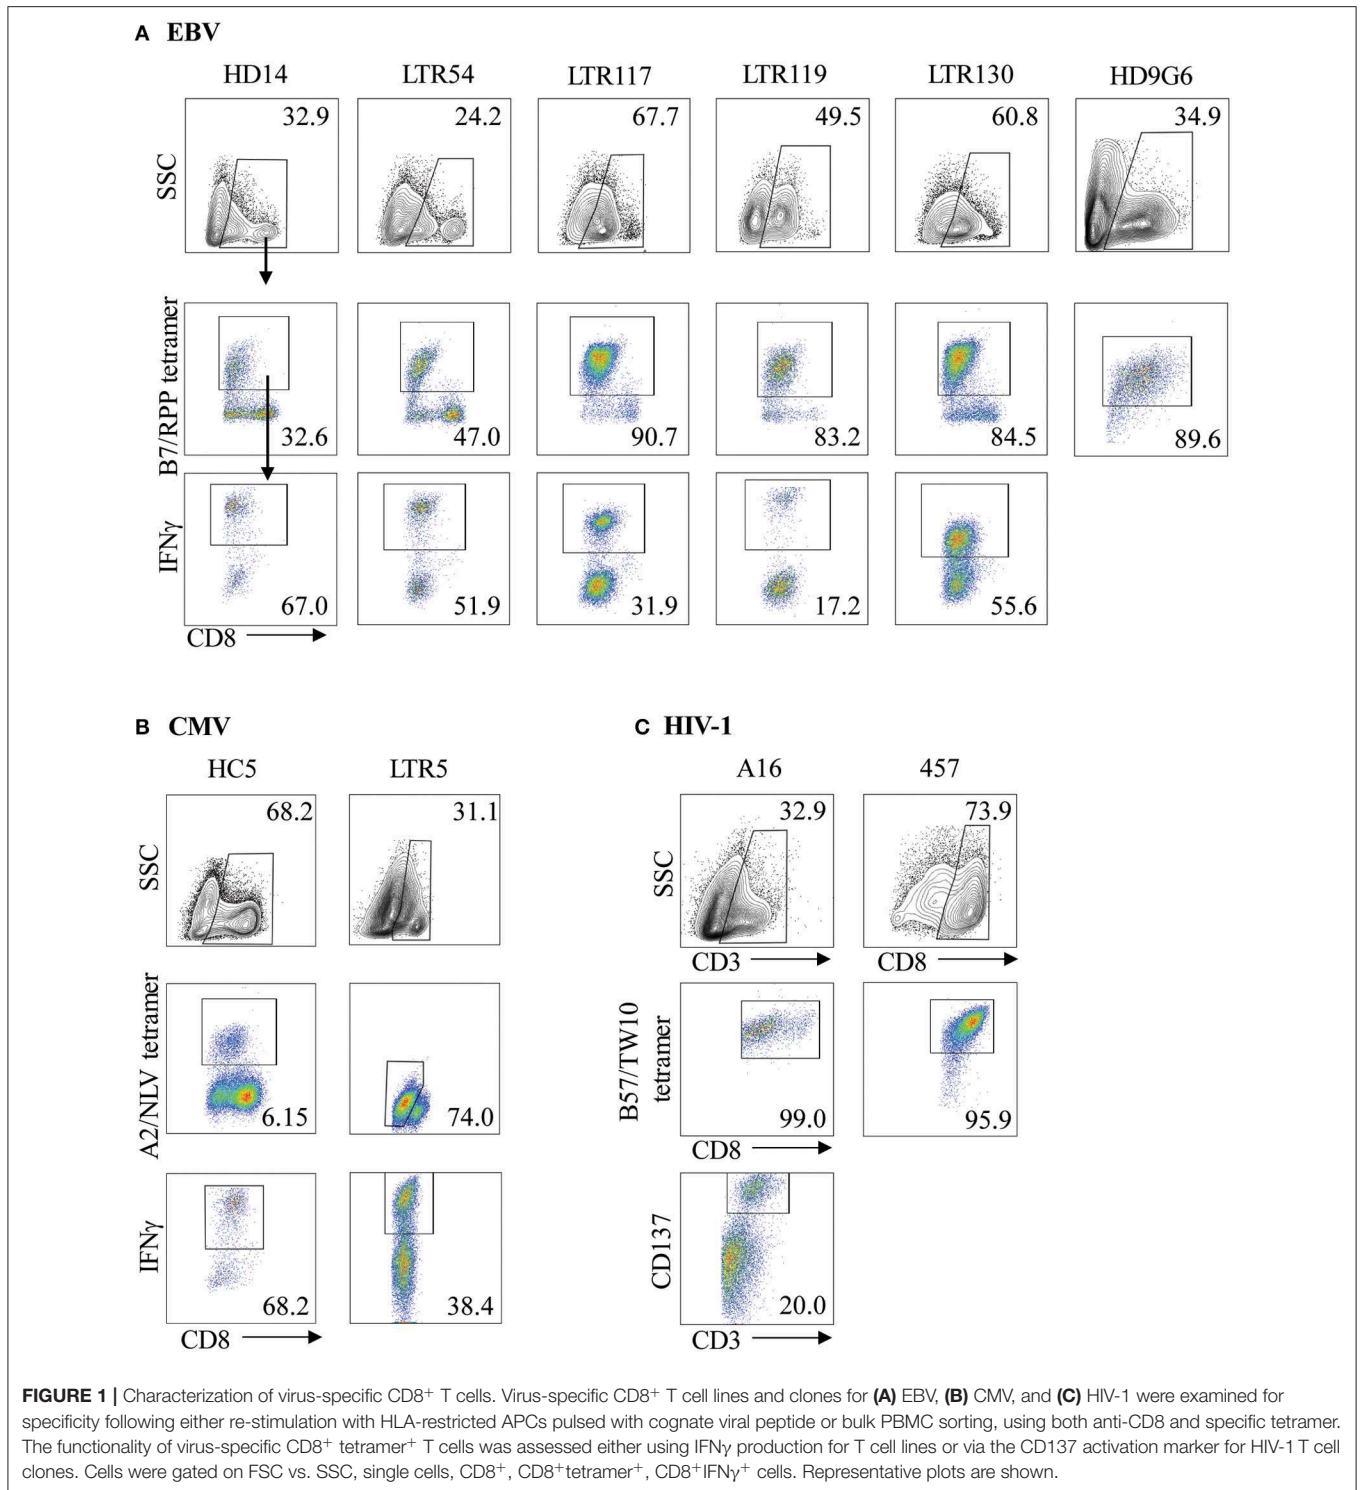 A EBV
HD14 LTR54 LTR117 LTR119 LTR130 HD9G6
SSC
32.9 24.2 67.7 49.5 60.8 34.9
B7/RPP tetramer
32.6 47.0 90.7 83.2 84.5 89.6
IFNγ
67.0 51.9 31.9 17.2 55.6
CD8
B CMV
HC5 LTR5
SSC
68.2 31.1
A2/NLV tetramer
6.15 74.0
IFNγ
68.2 38.4
CD8
C HIV-1
A16 457
SSC
32.9 73.9
CD3 CD8
B57/TW10
tetramer
99.0 95.9
CD8
CD137
20.0
CD3
FIGURE 1 | Characterization of virus-specific CD8⁺ T cells. Virus-specific CD8⁺ T cell lines and clones for (A) EBV, (B) CMV, and (C) HIV-1 were examined for
specificity following either re-stimulation with HLA-restricted APCs pulsed with cognate viral peptide or bulk PBMC sorting, using both anti-CD8 and specific tetramer.
The functionality of virus-specific CD8⁺ tetramer⁺ T cells was assessed either using IFNγ production for T cell lines or via the CD137 activation marker for HIV-1 T cell
clones. Cells were gated on FSC vs. SSC, single cells, CD8⁺, CD8⁺tetramer⁺, CD8⁺IFNγ⁺ cells. Representative plots are shown.